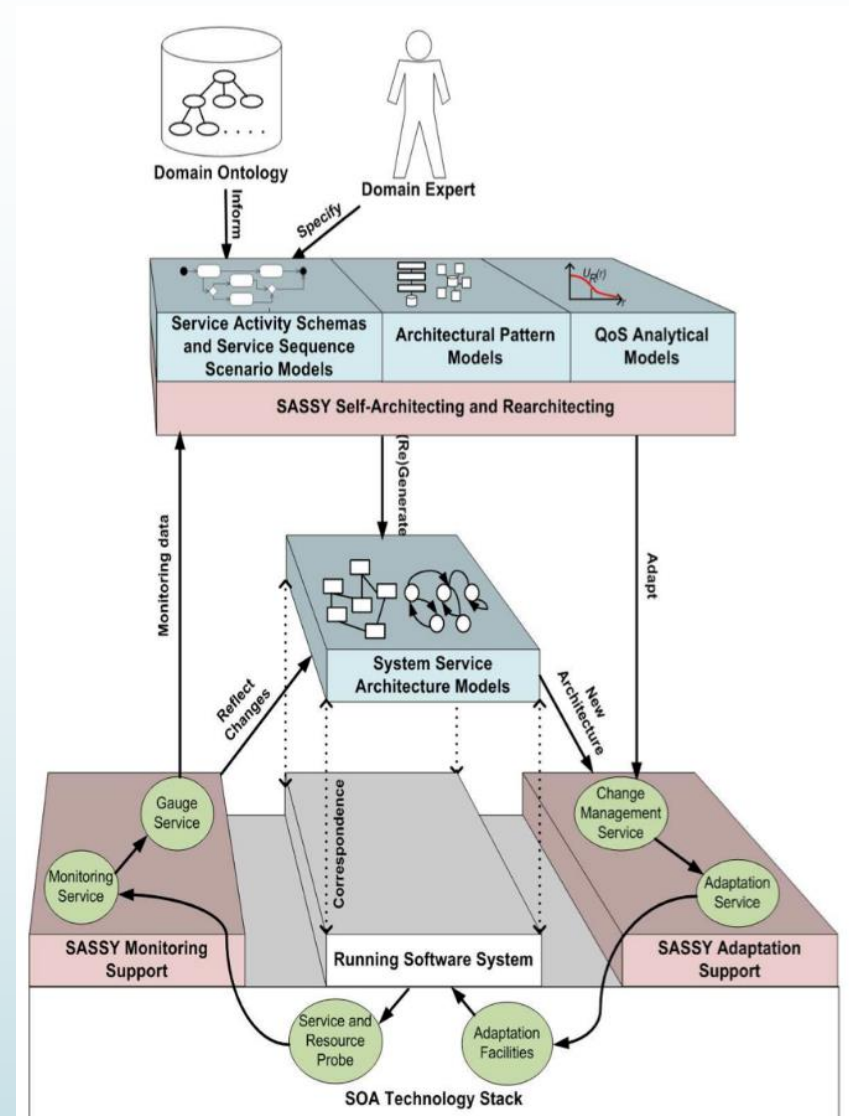 Domain Ontology
Domain Expert
Inform
Specify
U_R(r)
r
Service Activity Schemas
and Service Sequence
Scenario Models
Architectural Pattern
Models
QoS Analytical
Models
SASSY Self-Architecting and Rearchitecting
Monitoring data
(Re)Generate
Adapt
System Service
Architecture Models
Reflect
Changes
New
Architecture
Correspondence
Gauge
Service
Monitoring
Service
Change
Management
Service
Adaptation
Service
SASSY Monitoring
Support
Running Software System
SASSY Adaptation
Support
Service and
Resource
Probe
Adaptation
Facilities
SOA Technology Stack